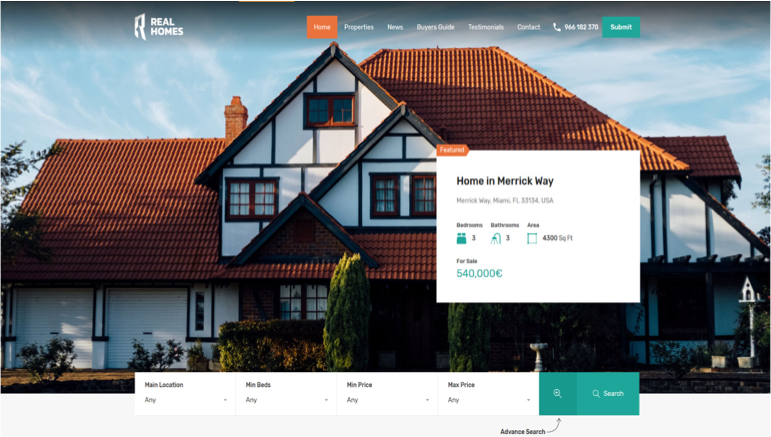 REAL
HOMES
Home Properties News Buyers Guide Testimonials Contact 966 182 370 Submit
Featured
Home in Merrick Way
Merrick Way, Miami, FL 33134, USA
Bedrooms Bathrooms Area
3 3 4300 Sq Ft
For Sale
540,000€
Main Location Min Beds Min Price Max Price
Any Any Any Any
Search
Advance Search